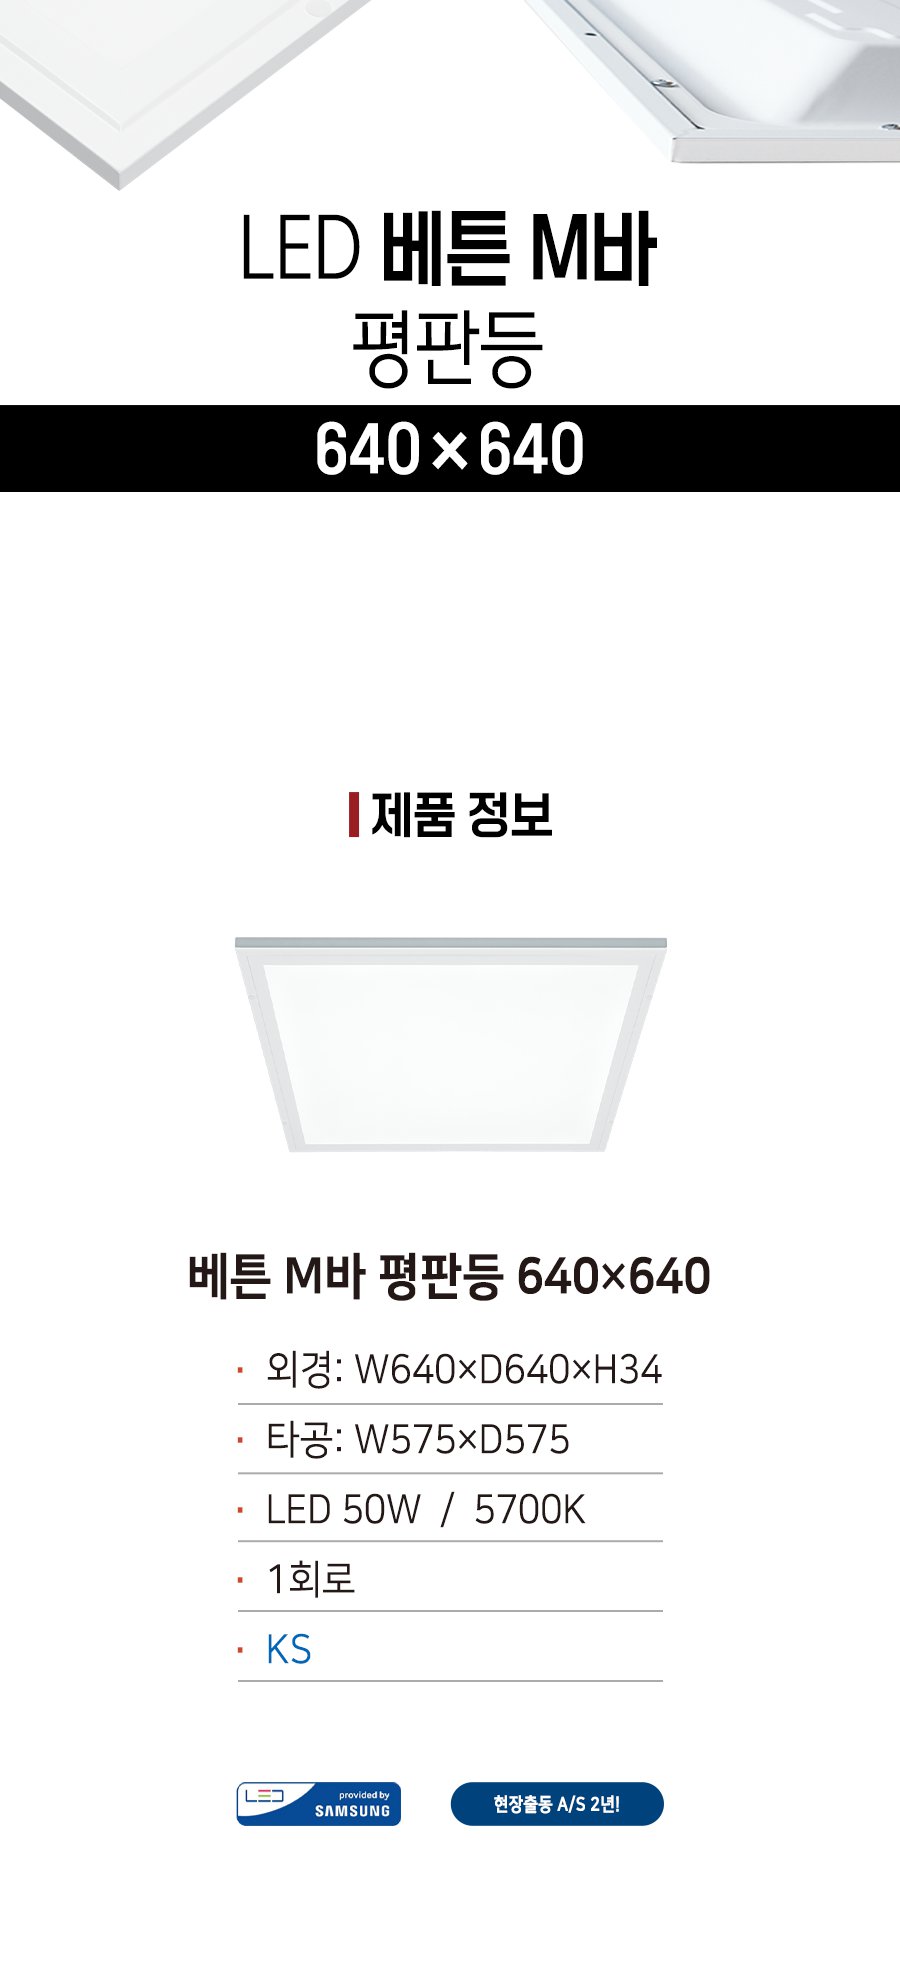 LED 베튼 M바
평판등
640×640
제품 정보
베튼 M바 평판등 640×640
· 외경: W640×D640×H34
· 타공: W575×D575
· LED 50W / 5700K
· 1회로
· KS
LED provided by
SAMSUNG
현장출동 A/S 2년!